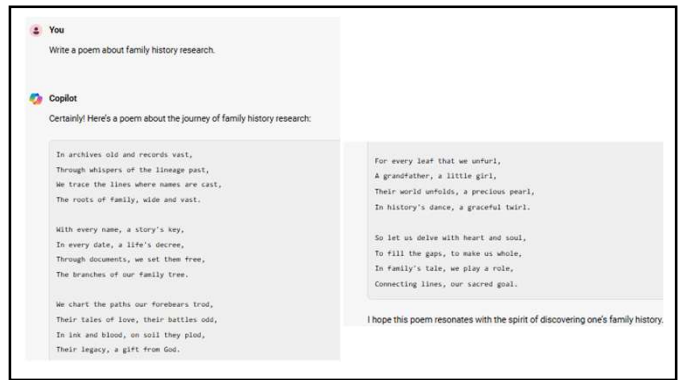 You
Write a poem about family history research.
Copilot
Certainly! Here's a poem about the journey of family history research:
In archives old and records vast,
Through whispers of the lineage past,
We trace the lines where names are cast,
The roots of family, wide and vast.
With every name, a story's key,
In every date, a life's decree,
Through documents, we set them free,
The branches of our family tree.
We chart the paths our forebears trod,
Their tales of love, their battles odd,
In ink and blood, on soil they plod,
Their legacy, a gift from God.
For every leaf that we unfurl,
A grandfather, a little girl,
Their world unfolds, a precious pearl,
In history's dance, a graceful twirl.
So let us delve with heart and soul,
To fill the gaps, to make us whole,
In family's tale, we play a role,
Connecting lines, our sacred goal.
I hope this poem resonates with the spirit of discovering one's family history.